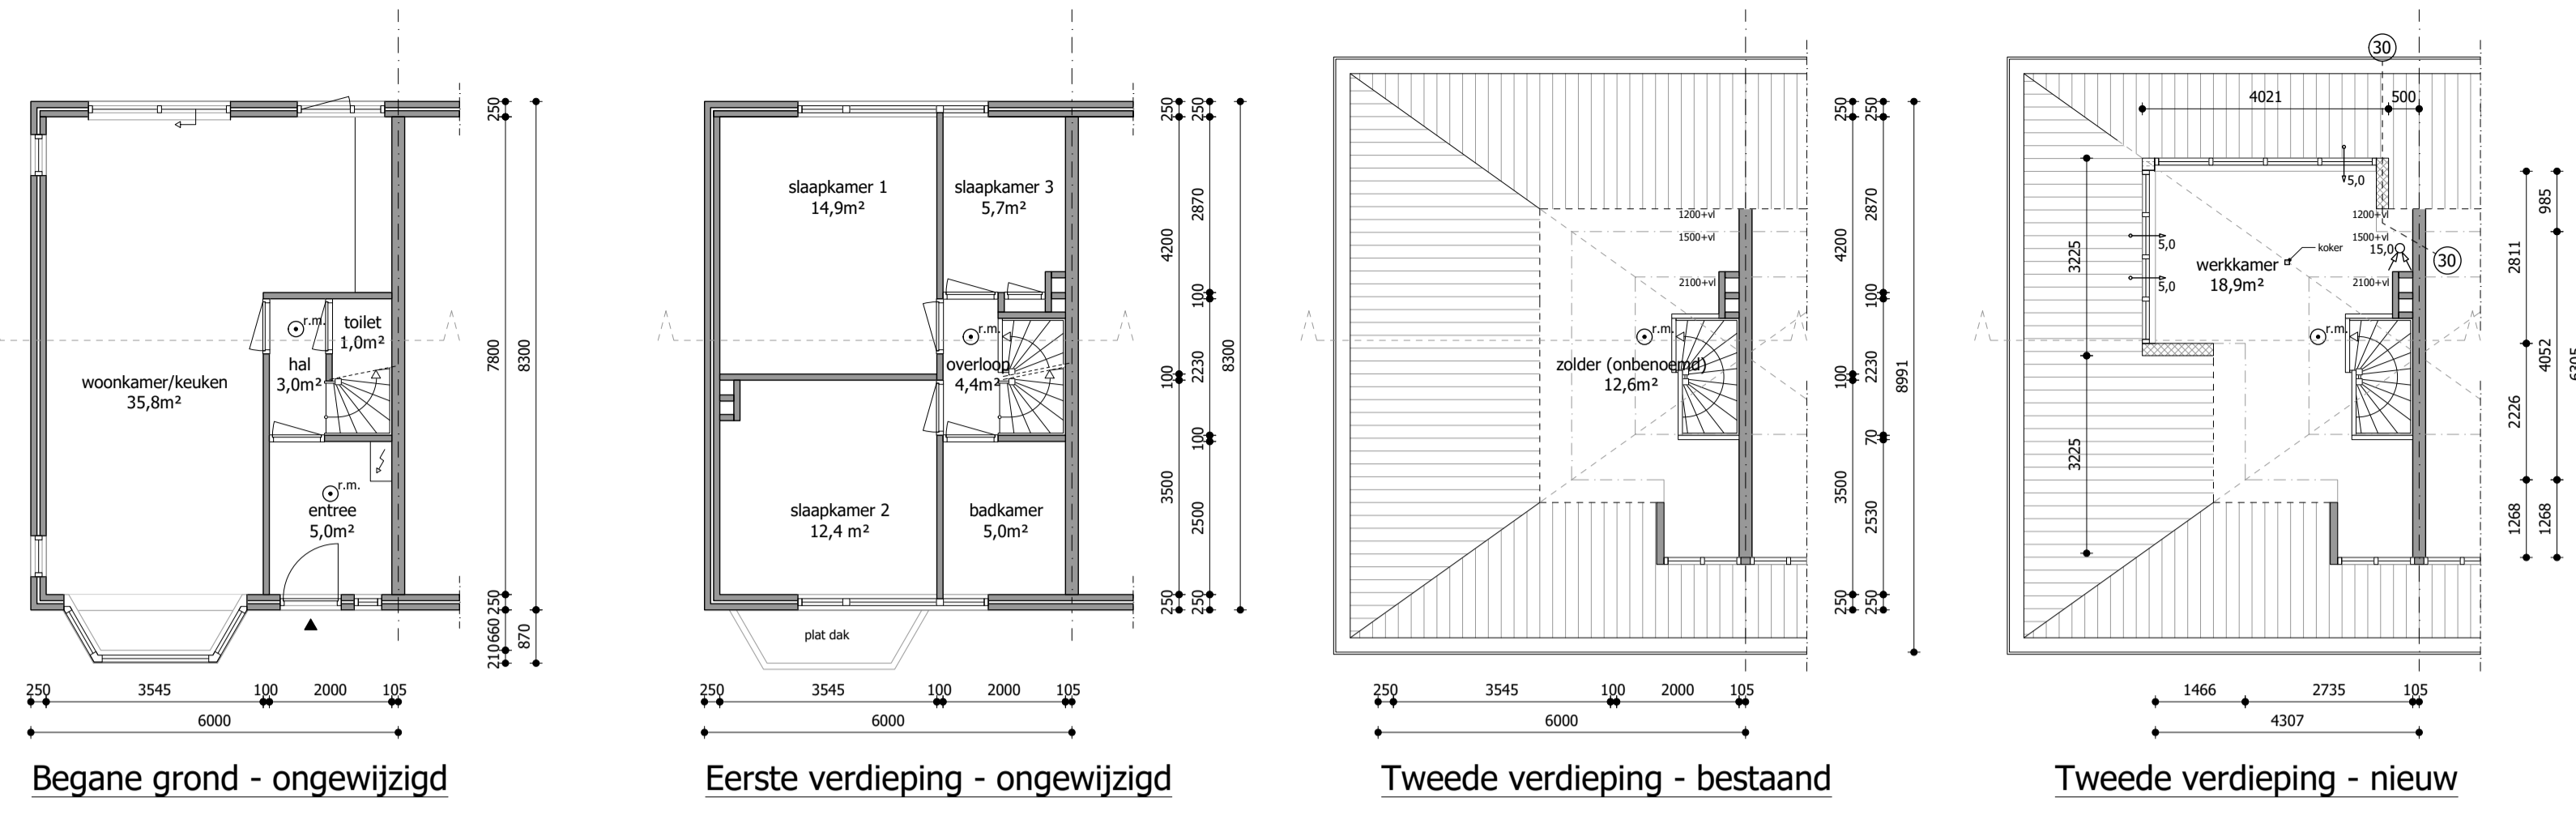 250
7800
250
660
210
8300
870
woonkamer/keuken
35,8m²
r.m.
toilet
1,0m²
hal
3,0m²
r.m.
entree
5,0m²
250
3545
100
2000
105
6000
Begane grond - ongewijzigd
slaapkamer 1
14,9m²
slaapkamer 3
5,7m²
r.m.
overloop
4,4m²
slaapkamer 2
12,4 m²
badkamer
5,0m²
plat dak
250
4200
100
3500
250
250
2870
100
2230
100
2500
250
8300
250
3545
100
2000
105
6000
Eerste verdieping - ongewijzigd
1200+vl
1500+vl
2100+vl
r.m.
zolder (onbenoemd)
12,6m²
250
4200
100
3500
250
250
2870
100
2230
70
2530
250
8991
250
3545
100
2000
105
6000
Tweede verdieping - bestaand
30
4021
500
5,0
1200+vl
1500+vl
5,0
koker
15,0
30
werkkamer
18,9m²
5,0
2100+vl
r.m.
3225
3225
2811
2226
1268
985
4052
1268
6305
1466
2735
105
4307
Tweede verdieping - nieuw